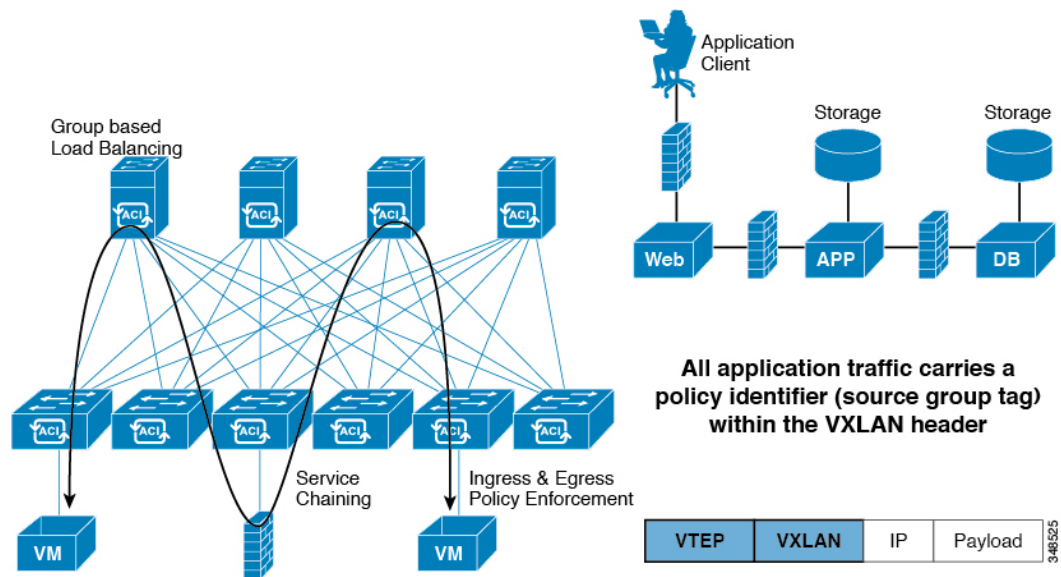 Group based
Load Balancing
ACI
ACI
ACI
ACI
ACI
ACI
ACI
ACI
ACI
ACI
Service
Chaining
Ingress & Egress
Policy Enforcement
VM
VM
Application
Client
Storage
Storage
Web
APP
DB
All application traffic carries a
policy identifier (source group tag)
within the VXLAN header
VTEP
VXLAN
IP
Payload
348525